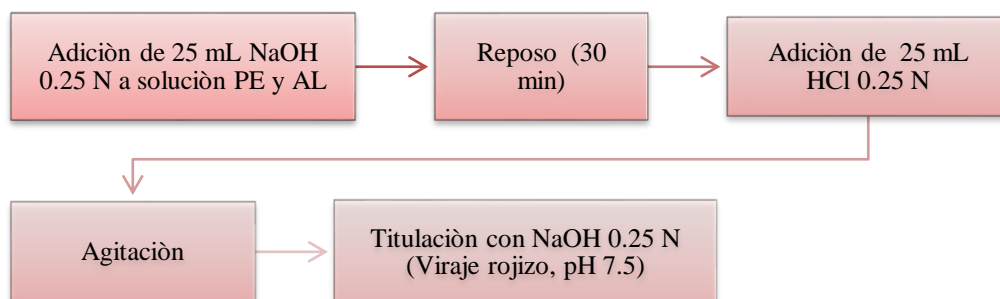 Adiciòn de 25 mL NaOH
0.25 N a soluciòn PE y AL
Reposo (30
min)
Adiciòn de 25 mL
HCl 0.25 N
Agitaciòn
Titulaciòn con NaOH 0.25 N
(Viraje rojizo, pH 7.5)